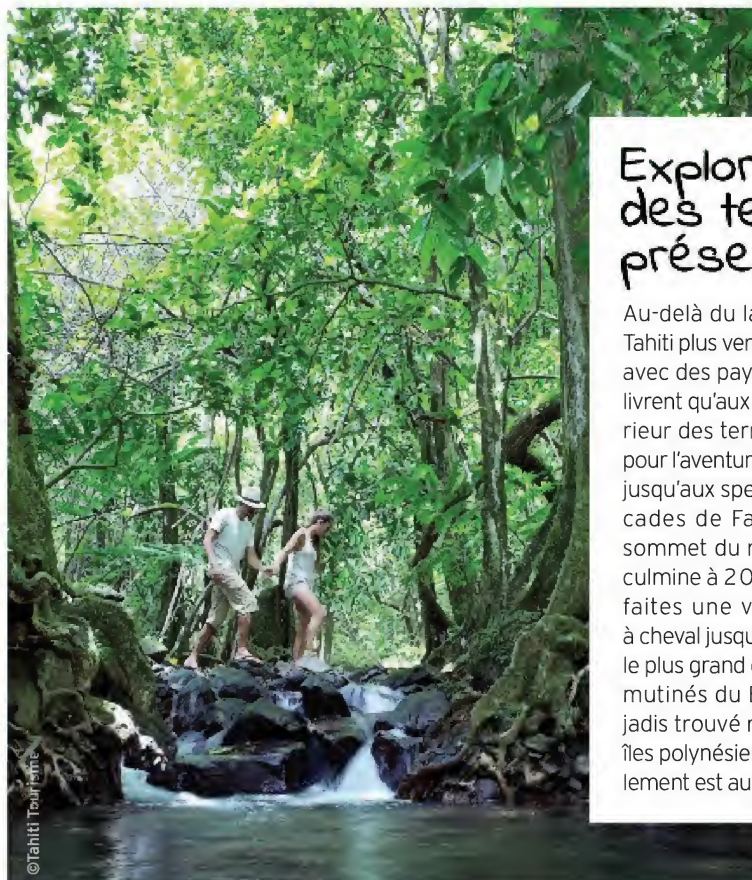 Explor
des te
prése
Au-delà du la
Tahiti plus ver
avec des pay
livrent qu'aux
rieur des terr
pour l'aventur
jusqu'aux spe
cades de Fa
sommet du m
culmine à 2 0
faites une v
à cheval jusqu
le plus grand
mutinés du
jadis trouvé r
îles polynésie
lement est au
©Tahiti Tourisme